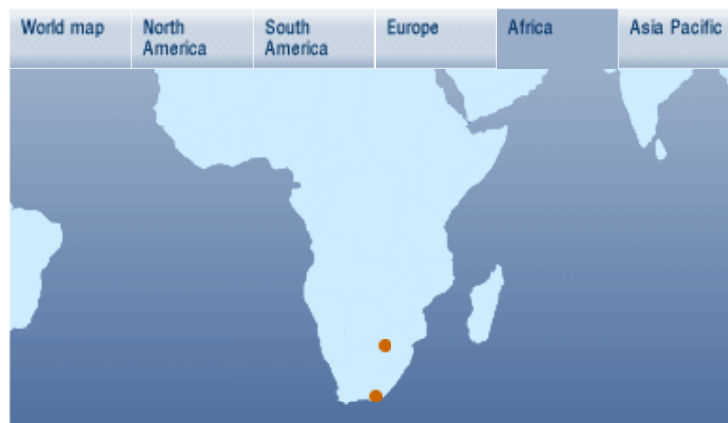 World map
North
America
South
America
Europe
Africa
Asia Pacific